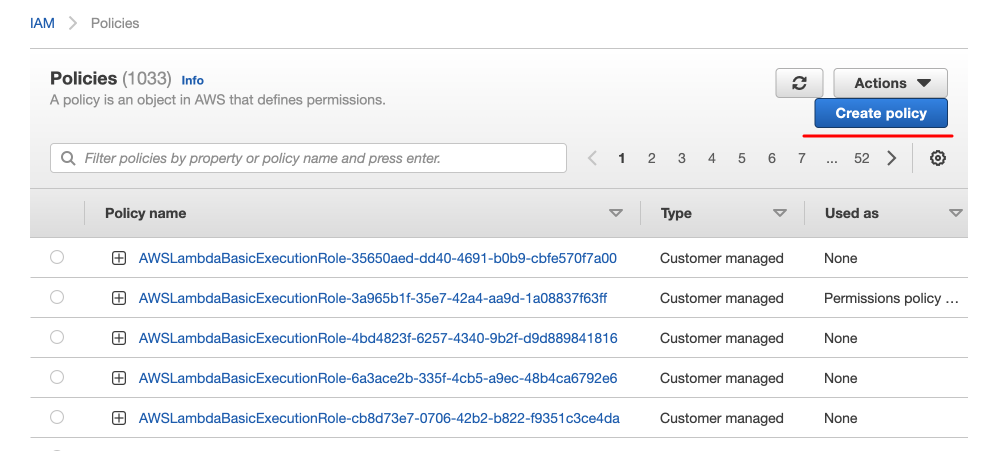 IAM > Policies
Policies (1033) Info
A policy is an object in AWS that defines permissions.
Actions
Create policy
Filter policies by property or policy name and press enter.
< 1 2 3 4 5 6 7 ... 52 >
Policy name Type Used as
AWSLambdaBasicExecutionRole-35650aed-dd40-4691-b0b9-cbfe570f7a00 Customer managed None
AWSLambdaBasicExecutionRole-3a965b1f-35e7-42a4-aa9d-1a08837f63ff Customer managed Permissions policy ...
AWSLambdaBasicExecutionRole-4bd4823f-6257-4340-9b2f-d9d889841816 Customer managed None
AWSLambdaBasicExecutionRole-6a3ace2b-335f-4cb5-a9ec-48b4ca6792e6 Customer managed None
AWSLambdaBasicExecutionRole-cb8d73e7-0706-42b2-b822-f9351c3ce4da Customer managed None